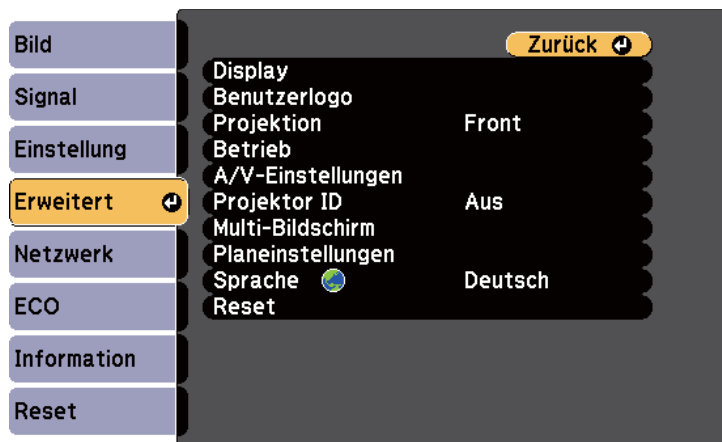 Bild
Signal
Einstellung
Erweitert
Netzwerk
ECO
Information
Reset
Zurück
Display
Benutzerlogo
Projektion Front
Betrieb
A/V-Einstellungen
Projektor ID Aus
Multi-Bildschirm
Planeinstellungen
Sprache Deutsch
Reset